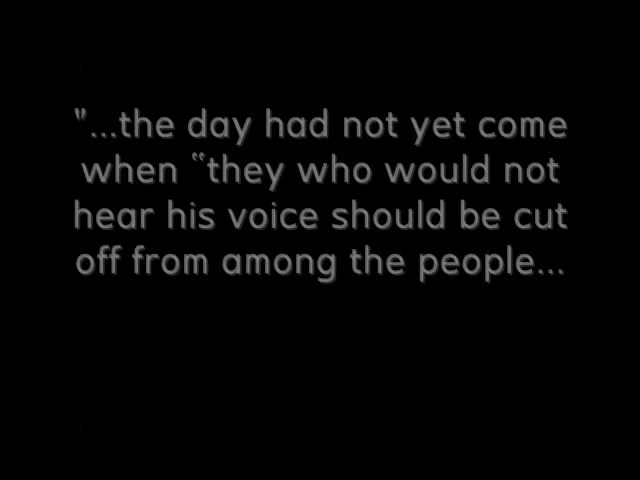 "...the day had not yet come
when “they who would not
hear his voice should be cut
off from among the people...